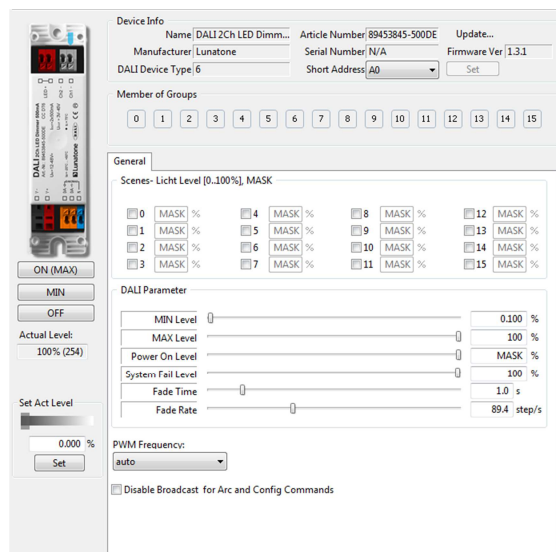 Device Info
Name DALI 2Ch LED Dimm... Article Number 89453845-500DE Update...
Manufacturer Lunatone Serial Number N/A Firmware Ver 1.3.1
DALI Device Type 6 Short Address A0 Set
Member of Groups
0 1 2 3 4 5 6 7 8 9 10 11 12 13 14 15
General
Scenes- Licht Level [0..100%], MASK
0 MASK % 4 MASK % 8 MASK % 12 MASK %
1 MASK % 5 MASK % 9 MASK % 13 MASK %
2 MASK % 6 MASK % 10 MASK % 14 MASK %
3 MASK % 7 MASK % 11 MASK % 15 MASK %
DALI 2Ch LED Dimmer 500mA
Lunatone
ON (MAX)
MIN
OFF
Actual Level:
100% (254)
Set Act Level
0.000 %
Set
DALI Parameter
MIN Level 0.100 %
MAX Level 100 %
Power On Level MASK %
System Fail Level 100 %
Fade Time 1.0 s
Fade Rate 89.4 step/s
PWM Frequency:
auto
Disable Broadcast for Arc and Config Commands